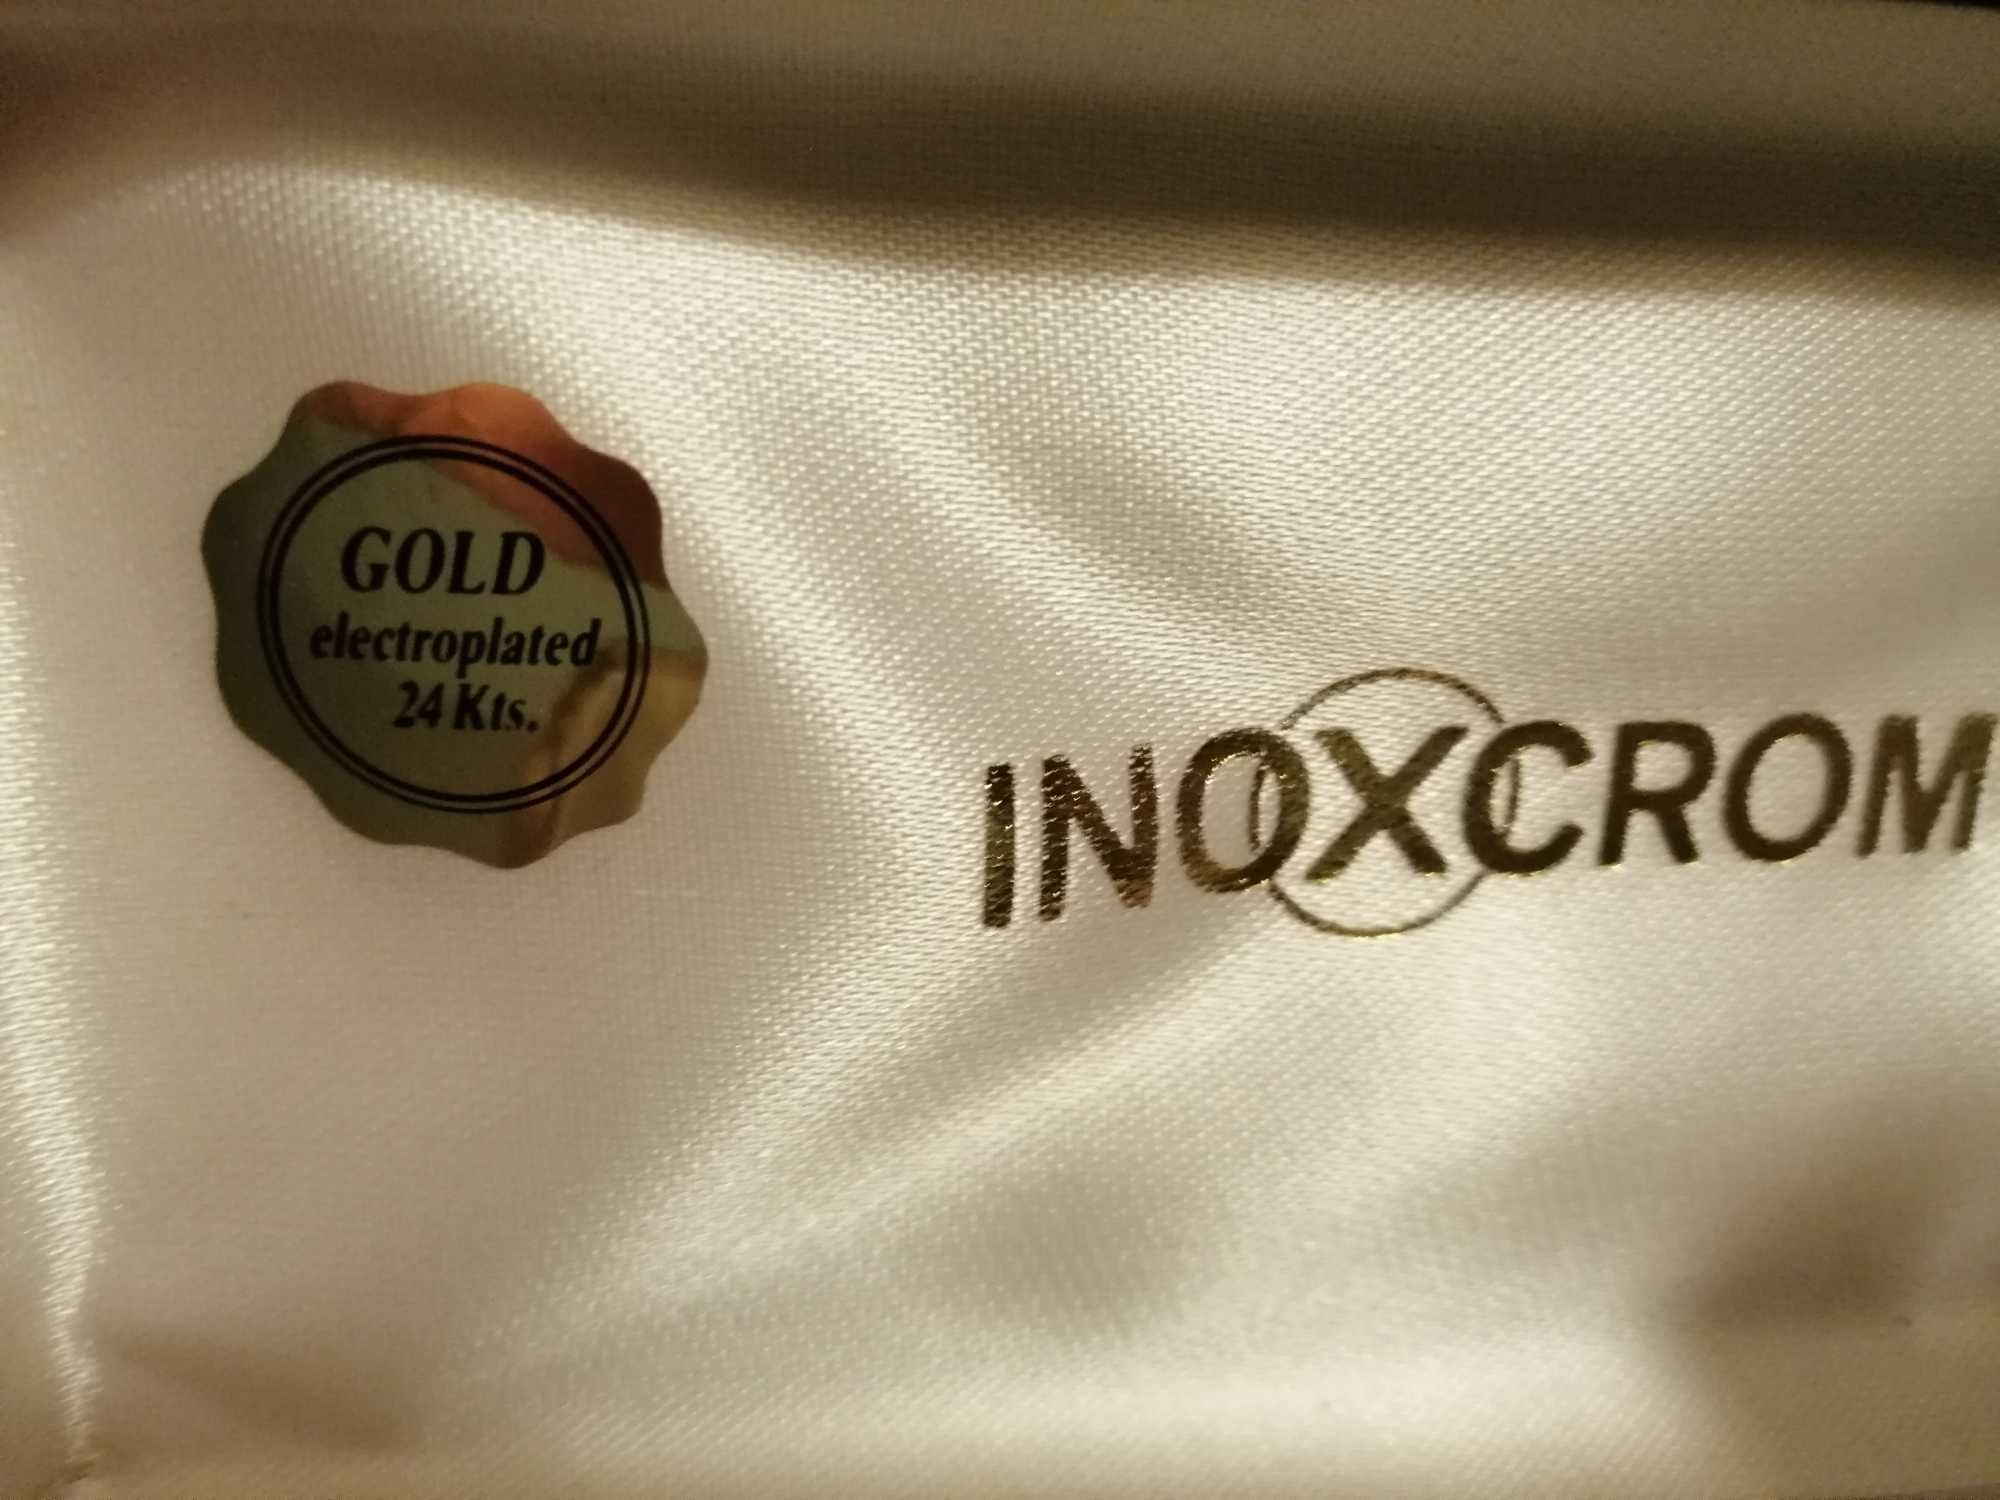 GOLD
electroplated
24 Kts.
INOXCROM